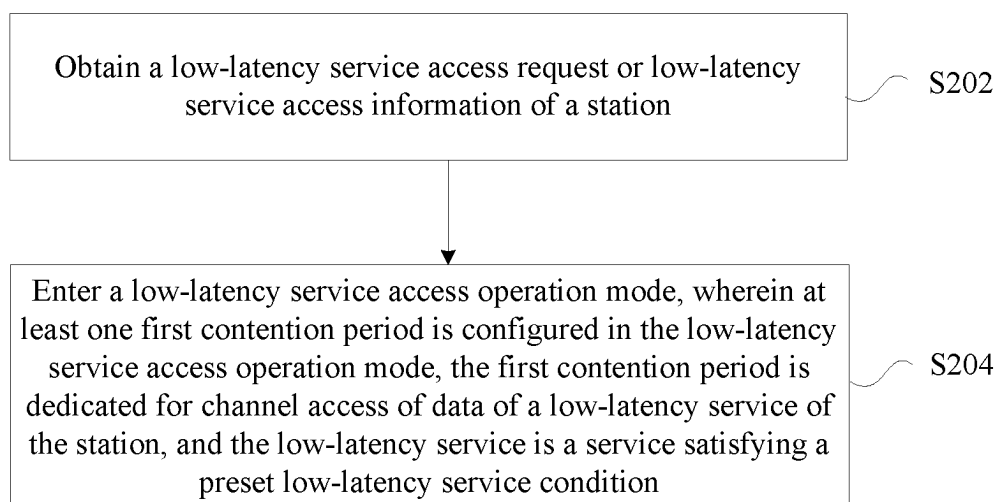 Obtain a low-latency service access request or low-latency
service access information of a station
S202
Enter a low-latency service access operation mode, wherein at
least one first contention period is configured in the low-latency
service access operation mode, the first contention period is
dedicated for channel access of data of a low-latency service of
the station, and the low-latency service is a service satisfying a
preset low-latency service condition
S204